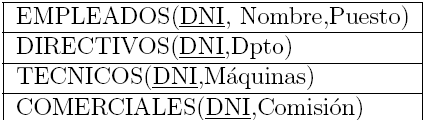 EMPLEADOS(DNI, Nombre,Puesto)
DIRECTIVOS(DNI,Dpto)
TECNICOS(DNI,Máquinas)
COMERCIALES(DNI,Comisión)